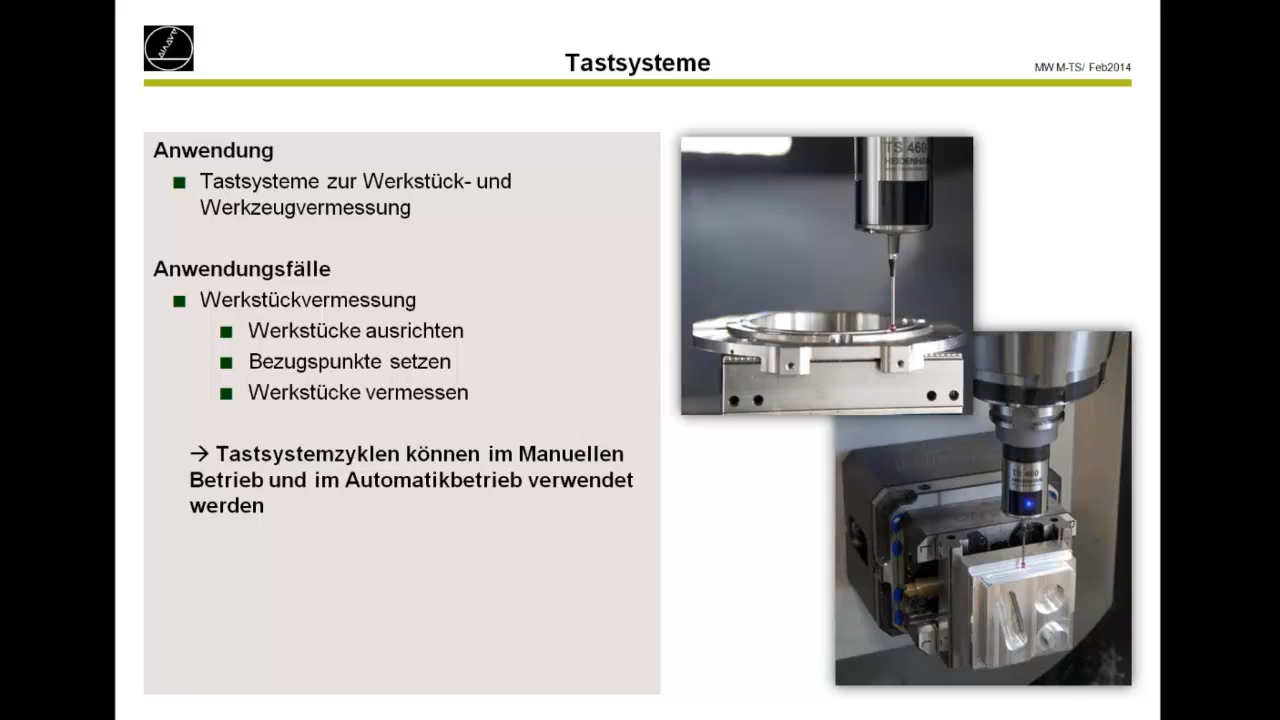 Tastsysteme
MW M-TS/ Feb2014
Anwendung
Tastsysteme zur Werkstück- und
Werkzeugvermessung
Anwendungsfälle
Werkstückvermessung
Werkstücke ausrichten
Bezugspunkte setzen
Werkstücke vermessen
→ Tastsystemzyklen können im Manuellen
Betrieb und im Automatikbetrieb verwendet
werden
TS 460
HEIDENHAIN
TS 460